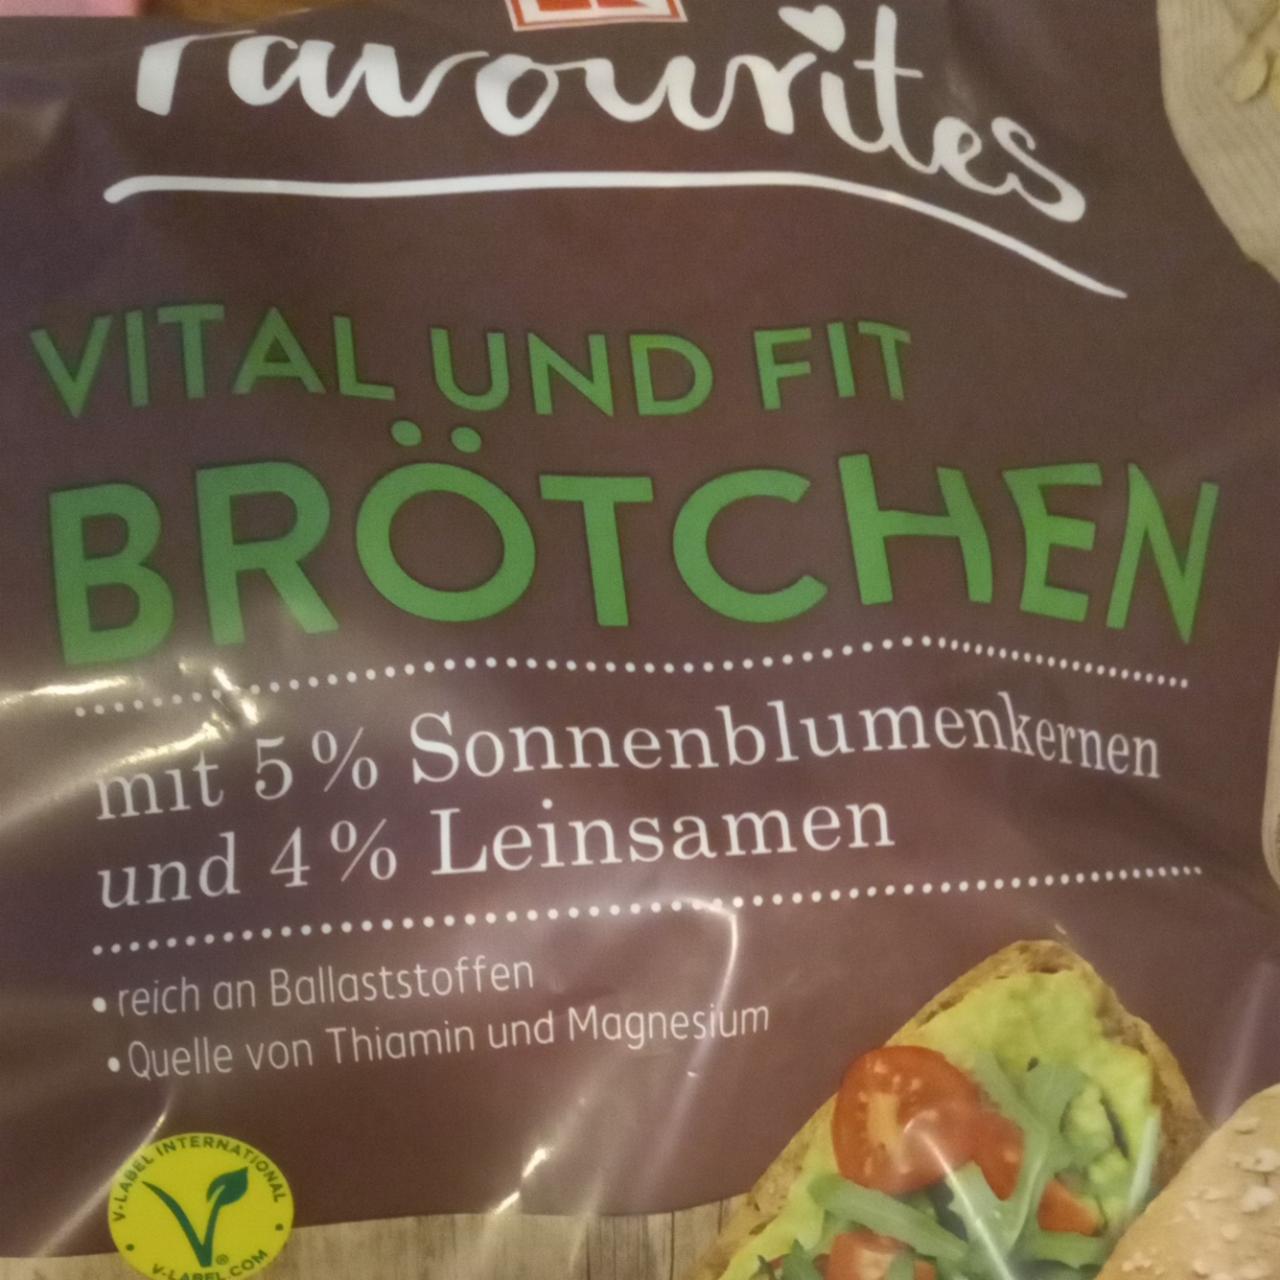 Favourites
VITAL UND FIT
BRÖTCHEN
mit 5 % Sonnenblumenkernen
und 4 % Leinsamen
• reich an Ballaststoffen
• Quelle von Thiamin und Magnesium
V-LABEL INTERNATIONAL
V
®
V-LABEL.COM